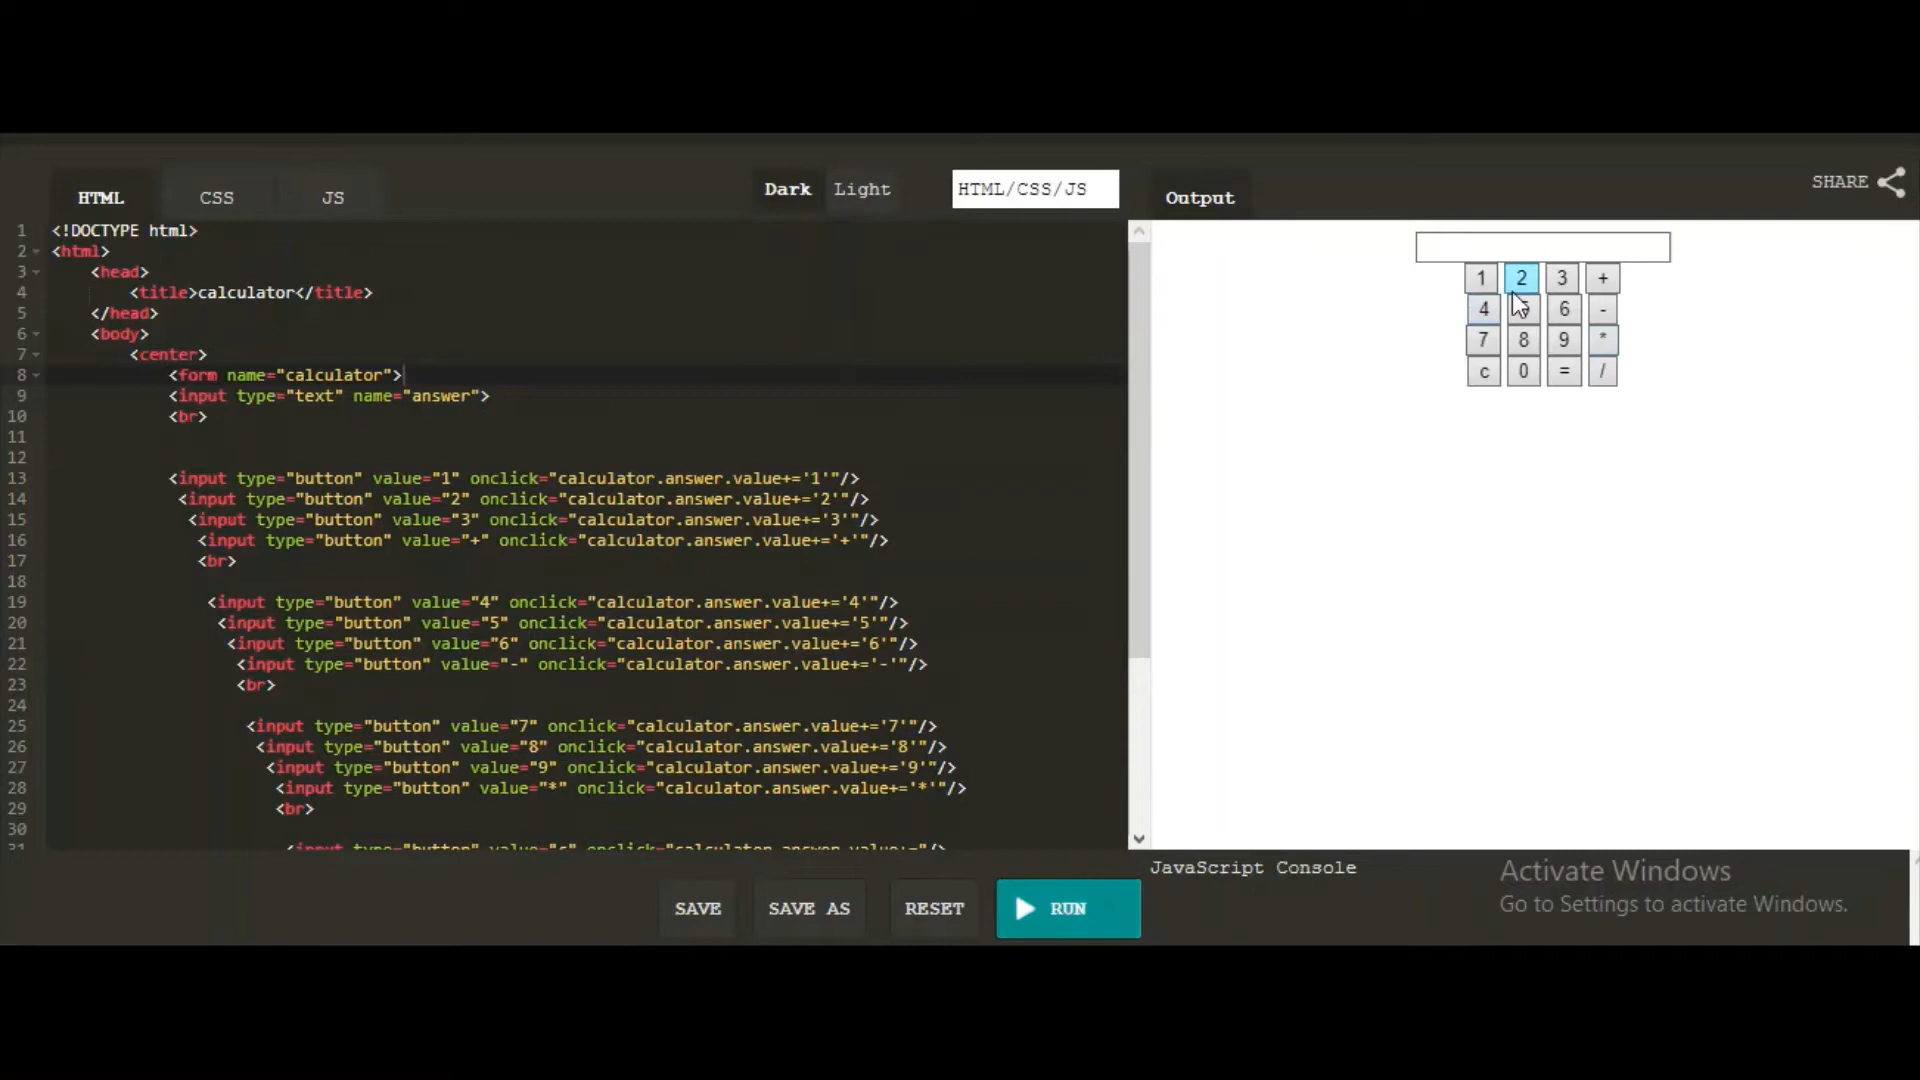 HTML CSS JS Dark Light HTML/CSS/JS Output SHARE
1 <!DOCTYPE html>
2 <html>
3 <head>
4 <title>calculator</title>
5 </head>
6 <body>
7 <center>
8 <form name="calculator">
9 <input type="text" name="answer">
10 <br>
11
12
13 <input type="button" value="1" onclick="calculator.answer.value+='1'"/>
14 <input type="button" value="2" onclick="calculator.answer.value+='2'"/>
15 <input type="button" value="3" onclick="calculator.answer.value+='3'"/>
16 <input type="button" value="+" onclick="calculator.answer.value+='+'"/>
17 <br>
18
19 <input type="button" value="4" onclick="calculator.answer.value+='4'"/>
20 <input type="button" value="5" onclick="calculator.answer.value+='5'"/>
21 <input type="button" value="6" onclick="calculator.answer.value+='6'"/>
22 <input type="button" value="-" onclick="calculator.answer.value+='-'"/>
23 <br>
24
25 <input type="button" value="7" onclick="calculator.answer.value+='7'"/>
26 <input type="button" value="8" onclick="calculator.answer.value+='8'"/>
27 <input type="button" value="9" onclick="calculator.answer.value+='9'"/>
28 <input type="button" value="*" onclick="calculator.answer.value+='*'"/>
29 <br>
30
31 <input type="button"
1 2 3 +
4 6 -
7 8 9 *
c 0 = /
SAVE SAVE AS RESET RUN
JavaScript Console
Activate Windows
Go to Settings to activate Windows.